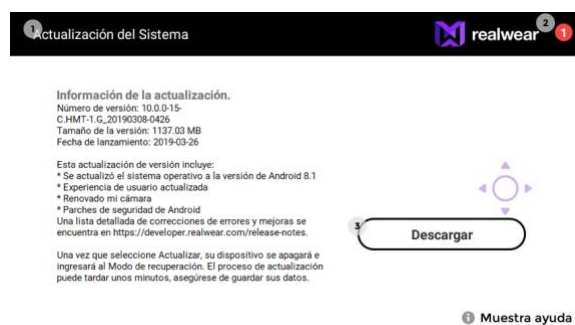 1 Actualización del Sistema
realwear 2 1
Información de la actualización.
Número de versión: 10.0.0-15-
C.HMT-1.G_20190308-0426
Tamaño de la versión: 1137.03 MB
Fecha de lanzamiento: 2019-03-26
Esta actualización de versión incluye:
* Se actualizó el sistema operativo a la versión de Android 8.1
* Experiencia de usuario actualizada
* Renovado mi cámara
* Parches de seguridad de Android
Una lista detallada de correcciones de errores y mejoras se
encuentra en https://developer.realwear.com/release-notes.
3 Descargar
Una vez que seleccione Actualizar, su dispositivo se apagará e
ingresará al Modo de recuperación. El proceso de actualización
puede tardar unos minutos, asegúrese de guardar sus datos.
Muestra ayuda